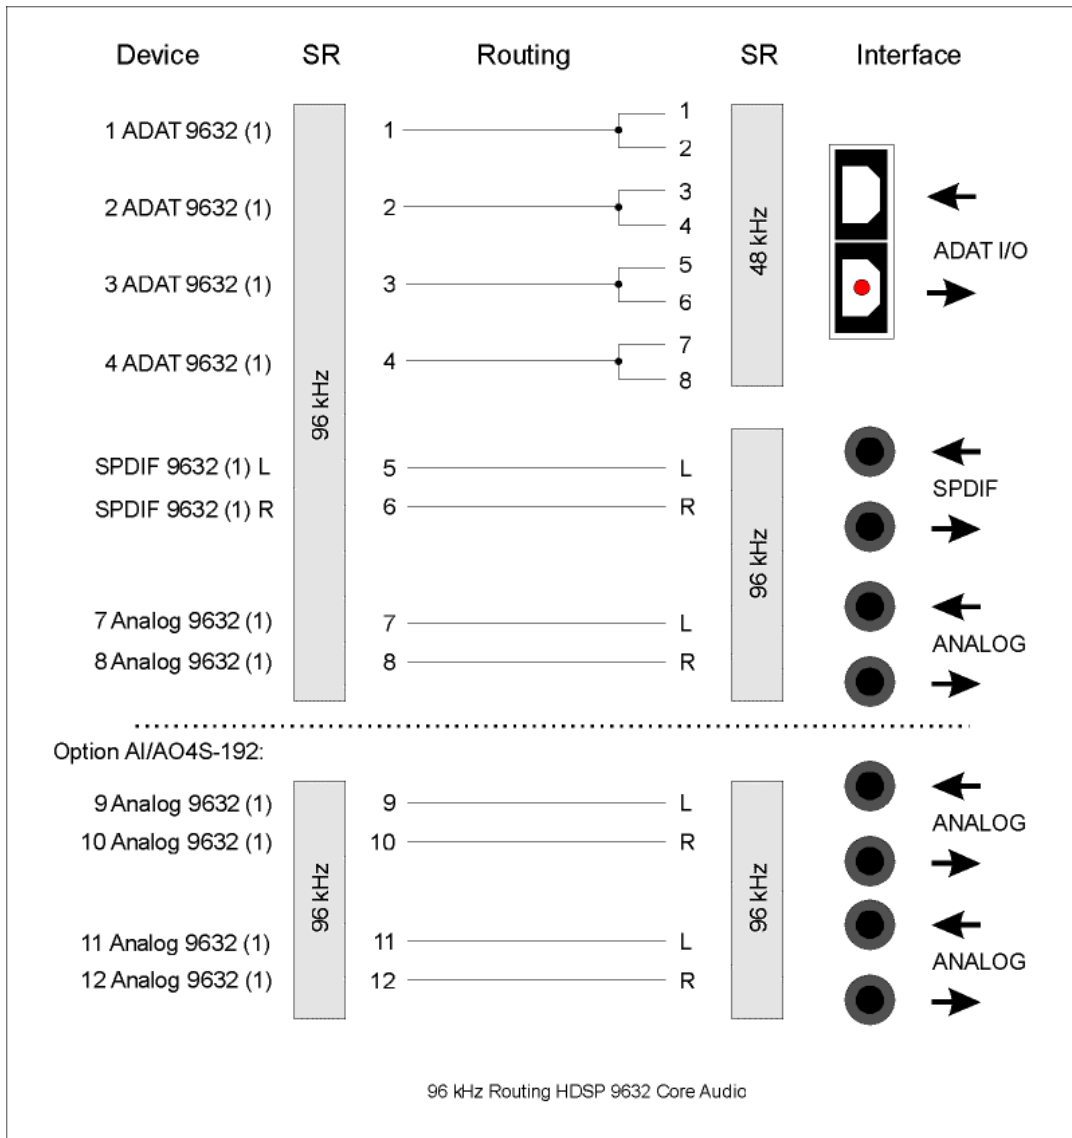 Device SR Routing SR Interface
1 ADAT 9632 (1) 1 1
2
2 ADAT 9632 (1) 2 3
4
3 ADAT 9632 (1) 3 5
6
4 ADAT 9632 (1) 4 7
8
96 kHz
48 kHz
ADAT I/O
SPDIF 9632 (1) L 5 L
SPDIF 9632 (1) R 6 R
SPDIF
96 kHz
7 Analog 9632 (1) 7 L
8 Analog 9632 (1) 8 R
ANALOG
Option AI/AO4S-192:
9 Analog 9632 (1) 9 L
10 Analog 9632 (1) 10 R
ANALOG
96 kHz
96 kHz
11 Analog 9632 (1) 11 L
12 Analog 9632 (1) 12 R
ANALOG
96 kHz Routing HDSP 9632 Core Audio